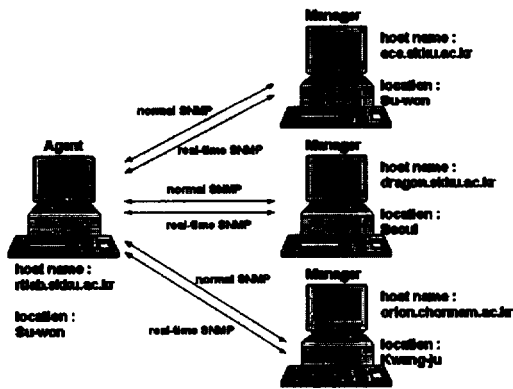 Manager
host name :
ece.skku.ac.kr
location :
Su-won
normal SNMP
real-time SNMP
Agent
host name :
rtlab.skku.ac.kr
location :
Su-won
Manager
host name :
dragon.skku.ac.kr
location :
Seoul
normal SNMP
real-time SNMP
Manager
host name :
orion.chonnam.ac.kr
location :
Kwang-ju
normal SNMP
real-time SNMP